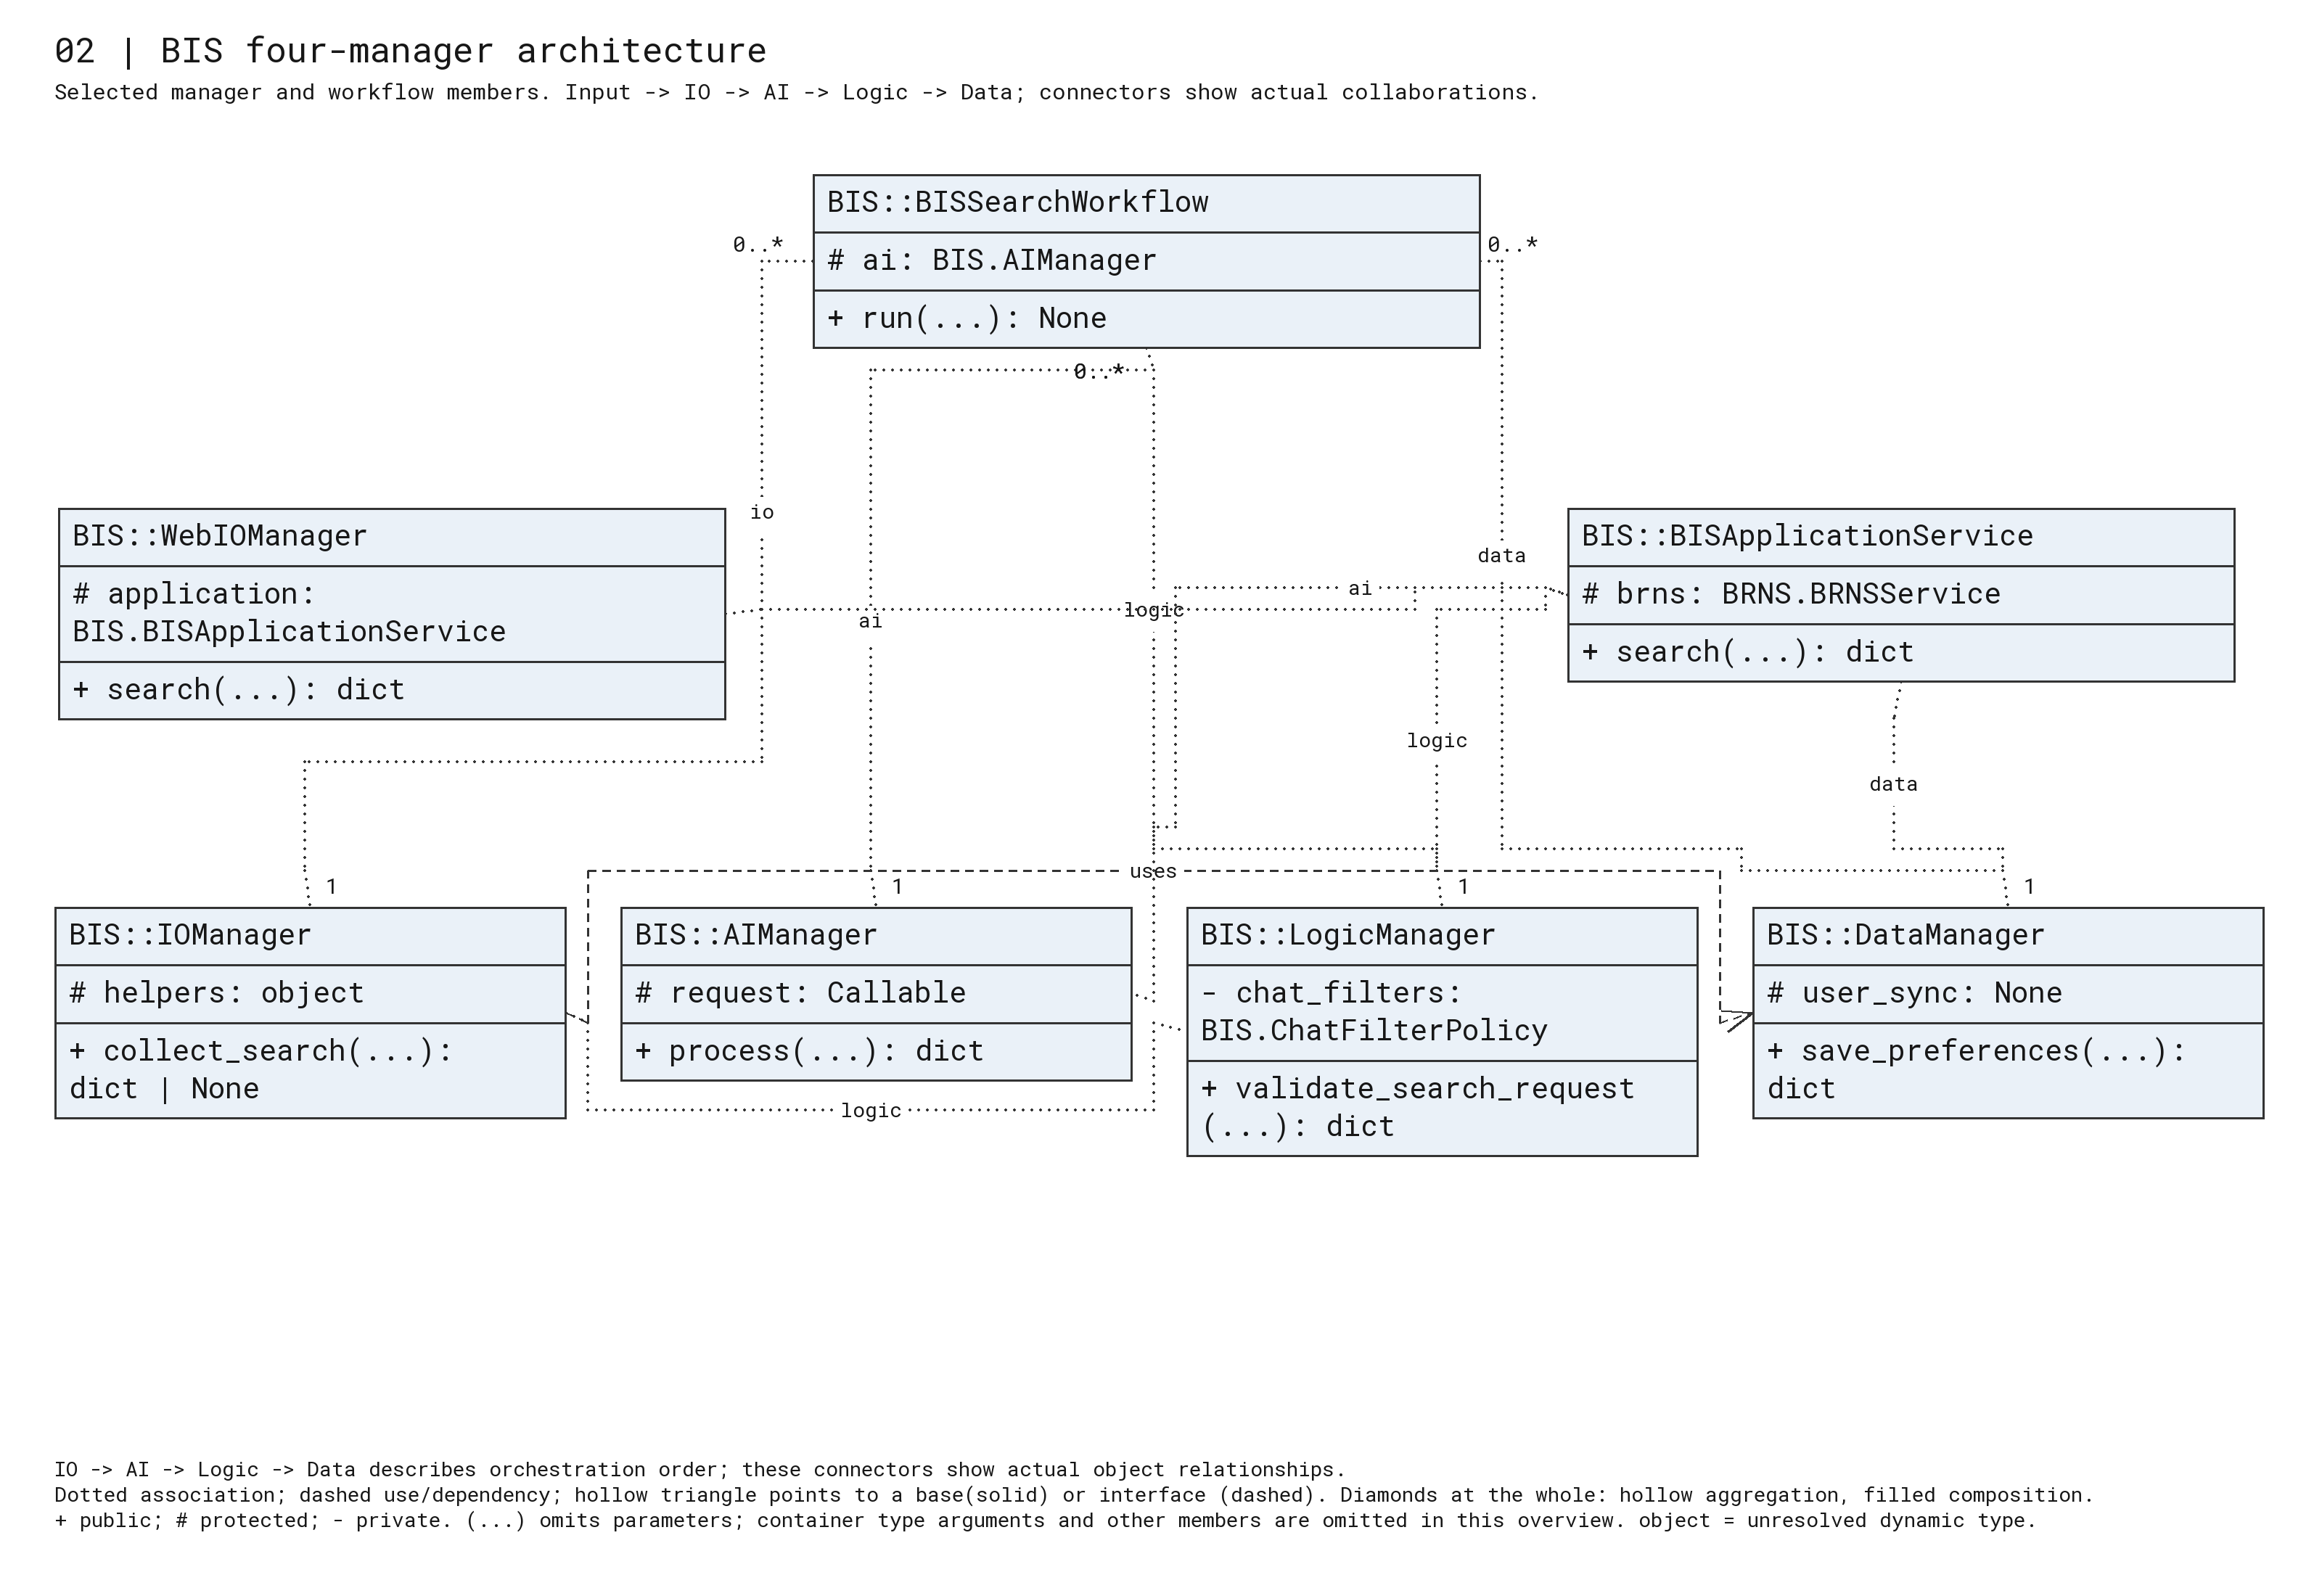 02 | BIS four-manager architecture
Selected manager and workflow members. Input -> IO -> AI -> Logic -> Data; connectors show actual collaborations.
BIS::BISSearchWorkflow
0..*
# ai: BIS.AIManager
0..*
+ run(...): None
0..*
io
BIS::WebIOManager
# application:
BIS.BISApplicationService
+ search(...): dict
data
BIS::BISApplicationService
# brns: BRNS.BRNSService
+ search(...): dict
ai
logic
ai
logic
data
uses
1
1
1
1
BIS::IOManager
# helpers: object
+ collect_search(...):
dict | None
BIS::AIManager
# request: Callable
+ process(...): dict
BIS::LogicManager
- chat_filters:
BIS.ChatFilterPolicy
+ validate_search_request
(...): dict
BIS::DataManager
# user_sync: None
+ save_preferences(...):
dict
logic
IO -> AI -> Logic -> Data describes orchestration order; these connectors show actual object relationships.
Dotted association; dashed use/dependency; hollow triangle points to a base(solid) or interface (dashed). Diamonds at the whole: hollow aggregation, filled composition.
+ public; # protected; - private. (...) omits parameters; container type arguments and other members are omitted in this overview. object = unresolved dynamic type.